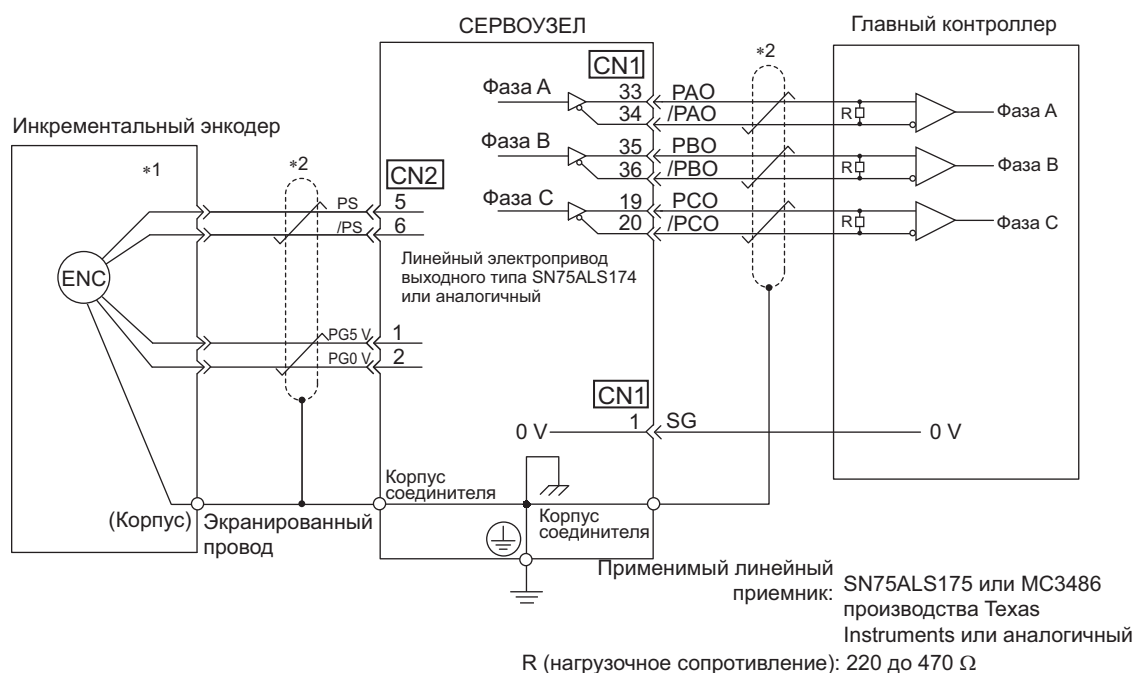 СЕРВОУЗЕЛ
Главный контроллер
Инкрементальный энкодер
*1
*2
CN2
PS
5
/PS
6
ENC
PG5 V
1
PG0 V
2
Линейный электропривод
выходного типа SN75ALS174
или аналогичный
CN1
*2
Фаза A
33
PAO
R
Фаза A
34
/PAO
Фаза B
35
PBO
R
Фаза B
36
/PBO
Фаза C
19
PCO
R
Фаза C
20
/PCO
CN1
0 V
1
SG
0 V
Корпус
соединителя
(Корпус)
Экранированный
провод
Корпус
соединителя
Применимый линейный
приемник:
SN75ALS175 или MC3486
производства Texas
Instruments или аналогичный
R (нагрузочное сопротивление): 220 до 470 Ω